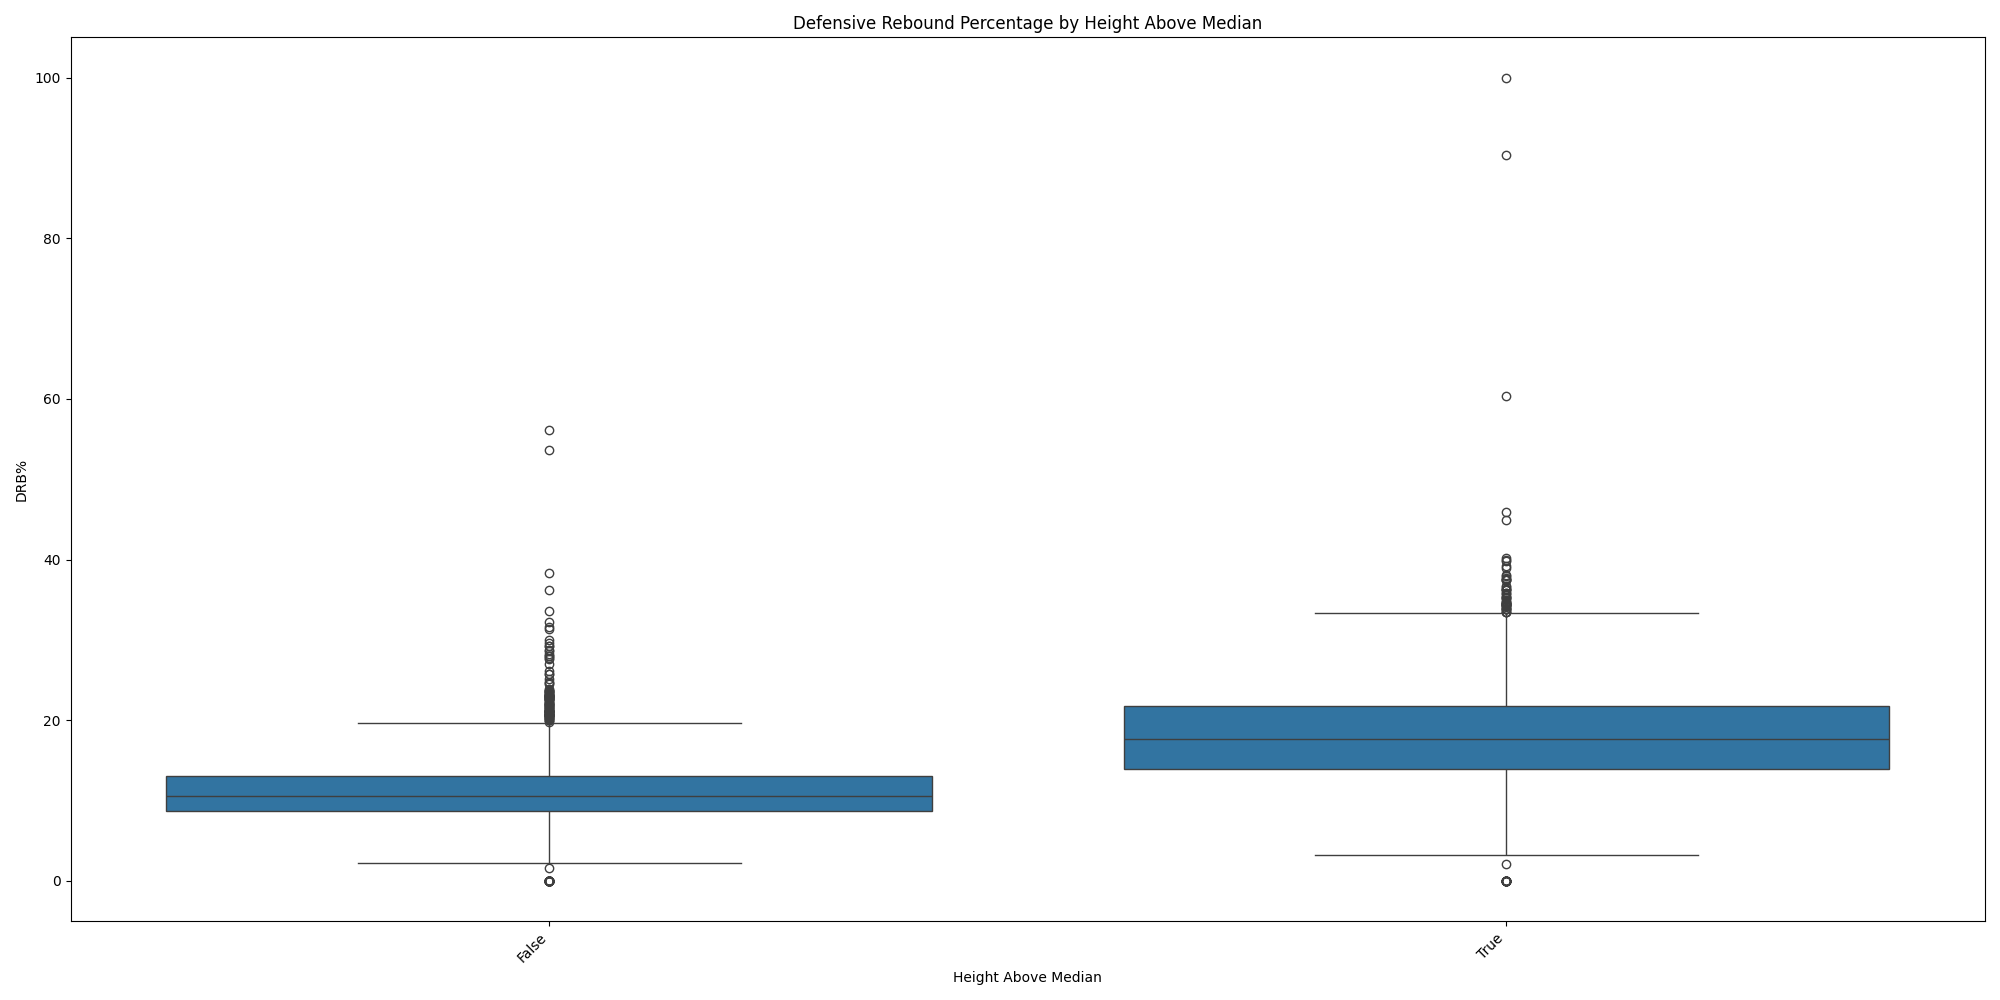 Defensive Rebound Percentage by Height Above Median
100
80
60
40
20
0
DRB%
False
True
Height Above Median